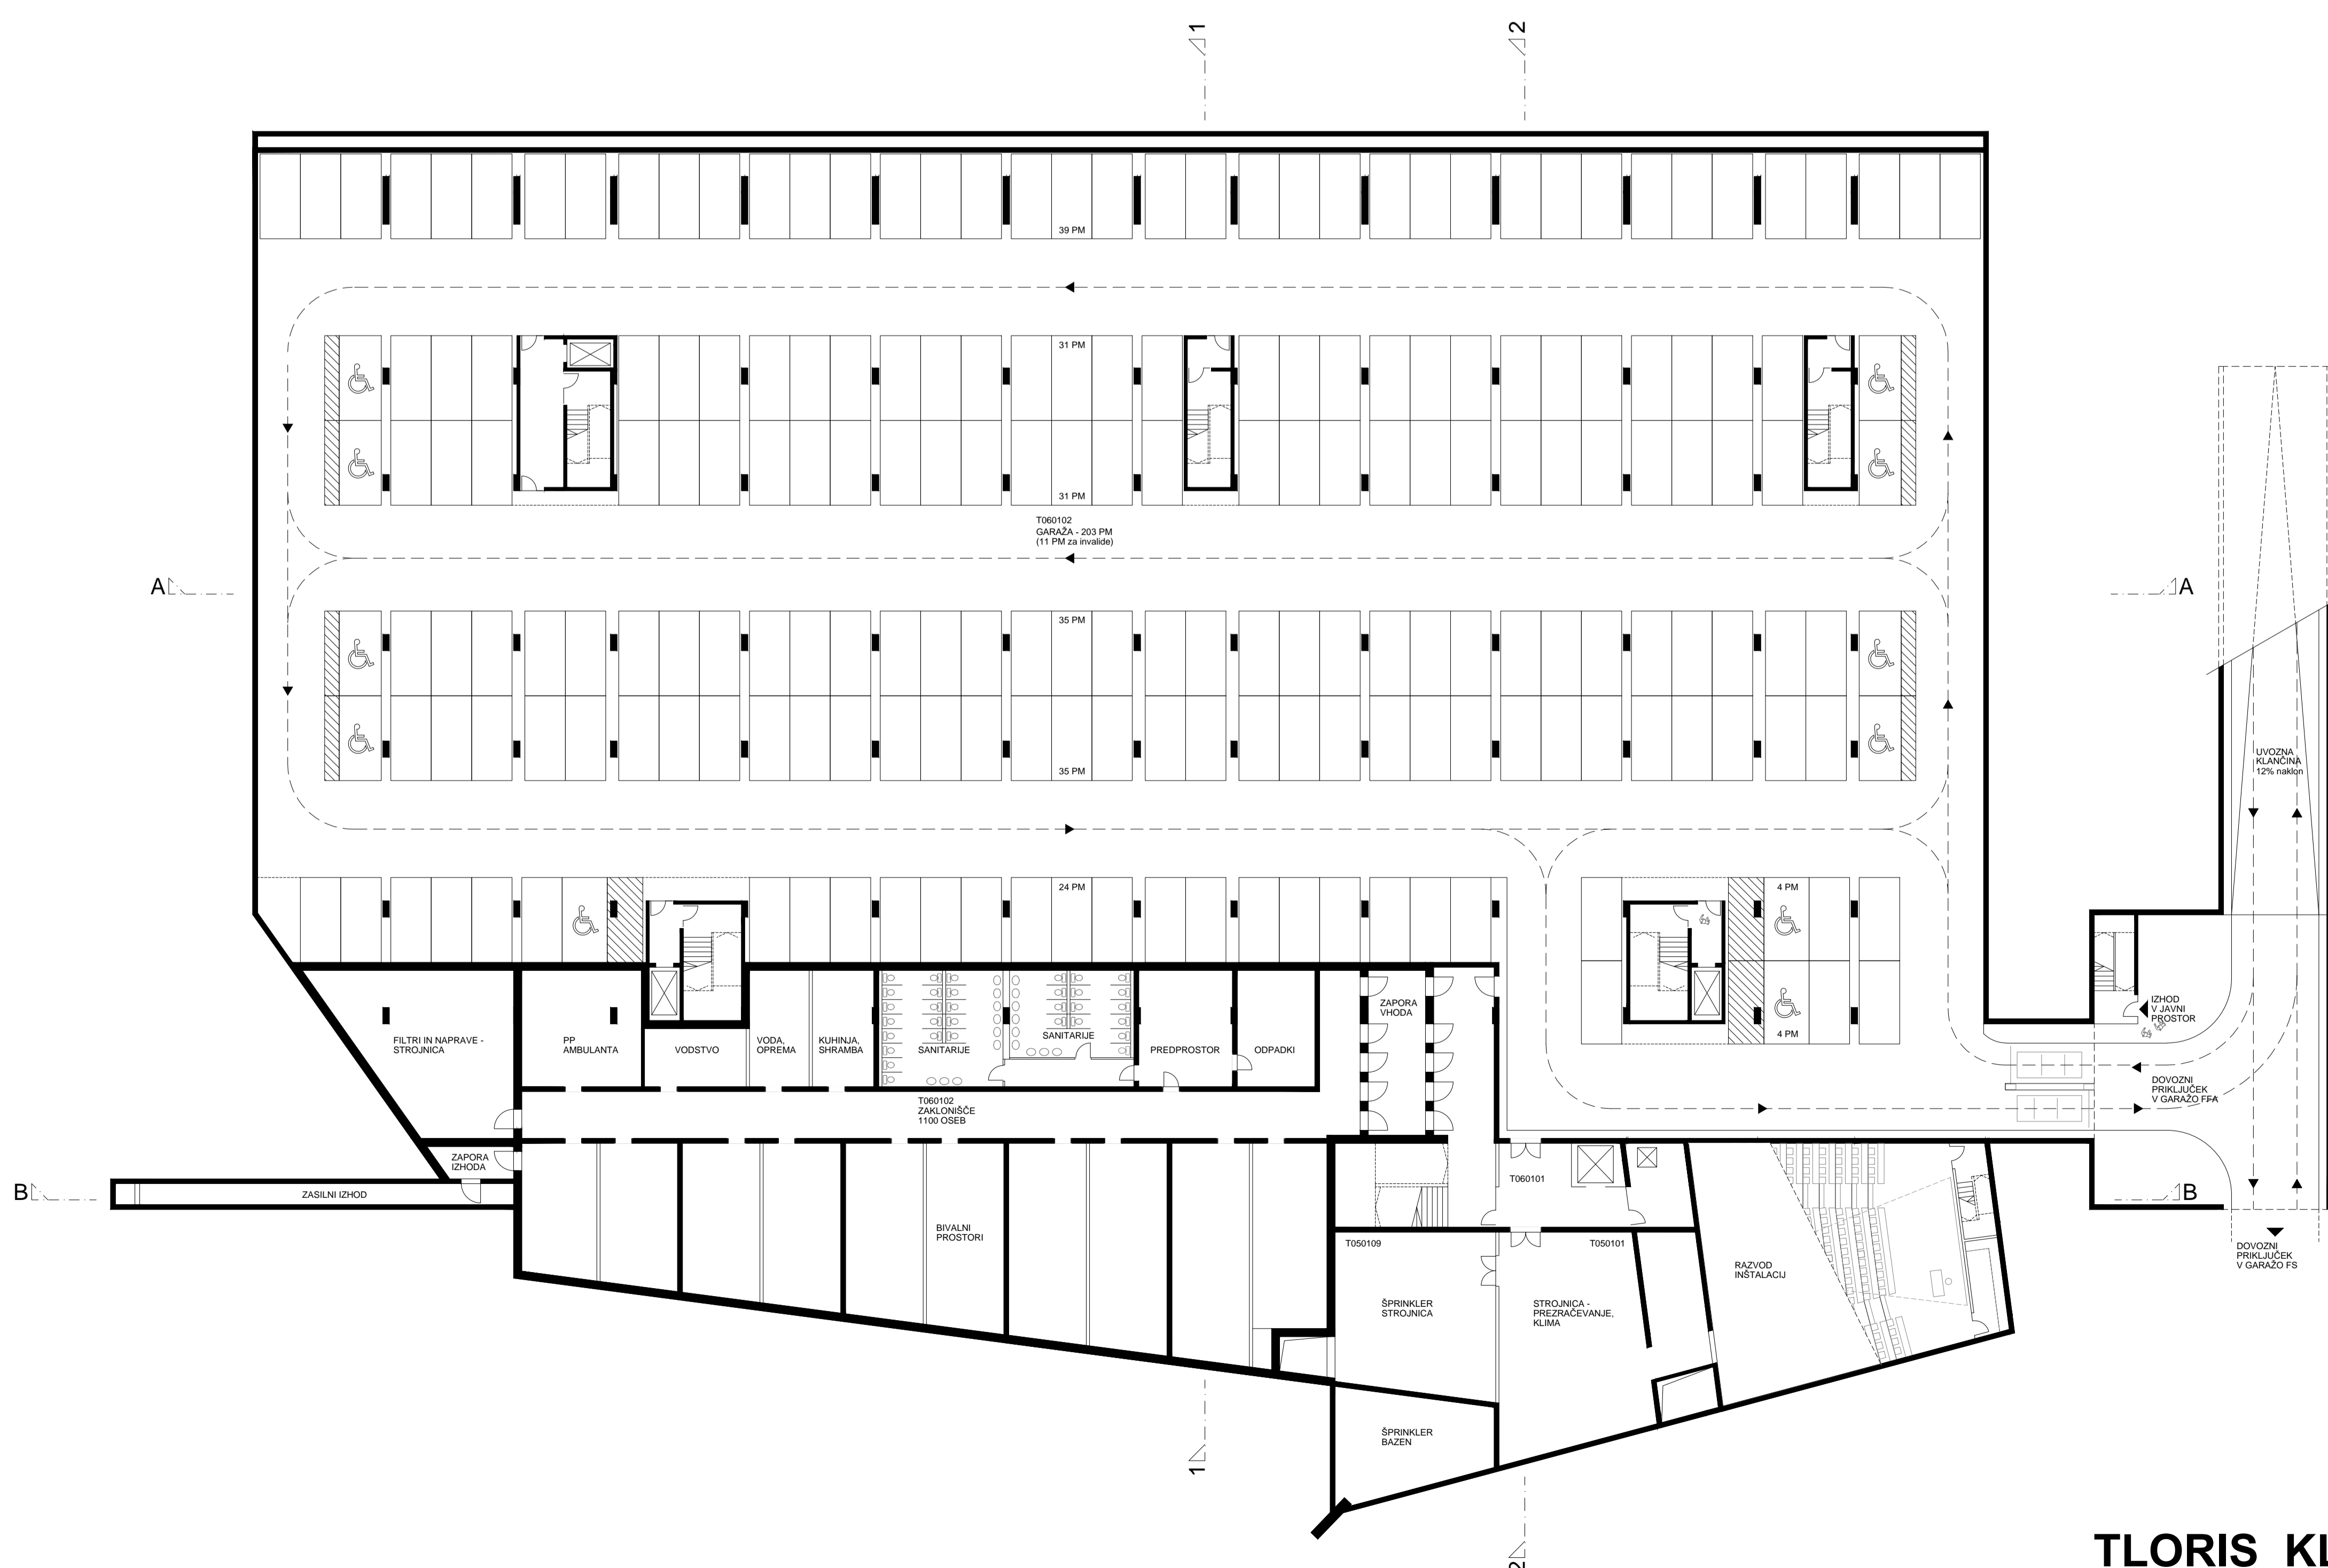 1
2
39 PM
31 PM
31 PM
T060102
GARAŽA - 203 PM
(11 PM za invalide)
A
A
35 PM
35 PM
UVOZNA
KLANČINA
12% naklon
24 PM
4 PM
4 PM
IZHOD
V JAVNI
PROSTOR
FILTRI IN NAPRAVE -
STROJNICA
PP
AMBULANTA
VODSTVO
VODA,
OPREMA
KUHINJA,
SHRAMBA
SANITARIJE
SANITARIJE
PREDPROSTOR
ODPADKI
ZAPORA
VHODA
DOVOZNI
PRIKLJUČEK
V GARAŽO FFA
T060102
ZAKLONIŠČE
1100 OSEB
ZAPORA
IZHODA
B
ZASILNI IZHOD
T060101
B
BIVALNI
PROSTORI
T050109
T050101
DOVOZNI
PRIKLJUČEK
V GARAŽO FS
RAZVOD
INŠTALACIJ
ŠPRINKLER
STROJNICA
STROJNICA -
PREZRAČEVANJE,
KLIMA
ŠPRINKLER
BAZEN
1
2
TLORIS